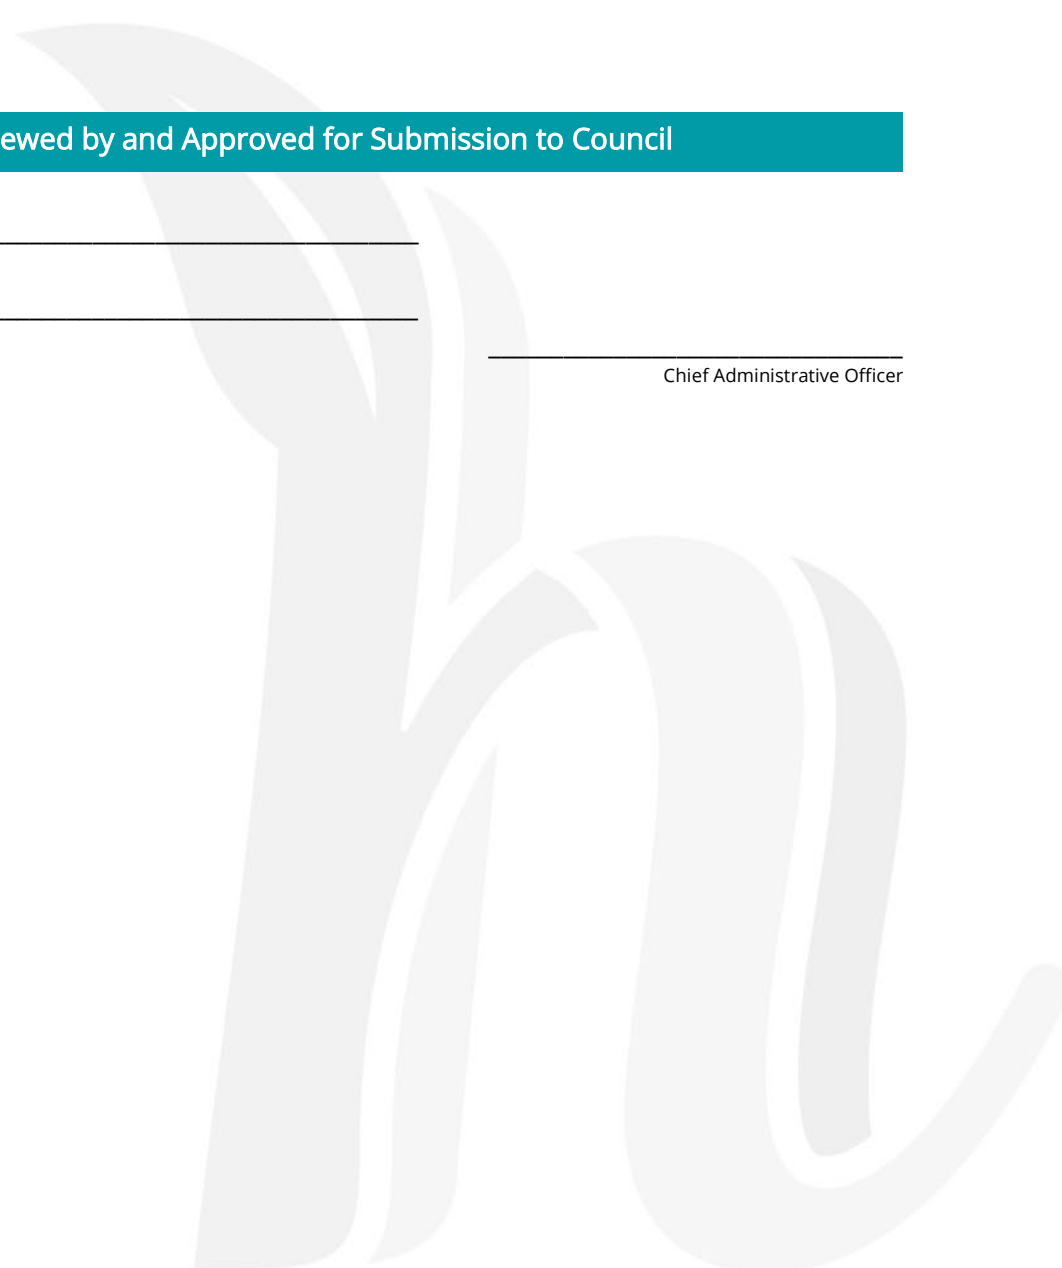 ewed by and Approved for Submission to Council
Chief Administrative Officer